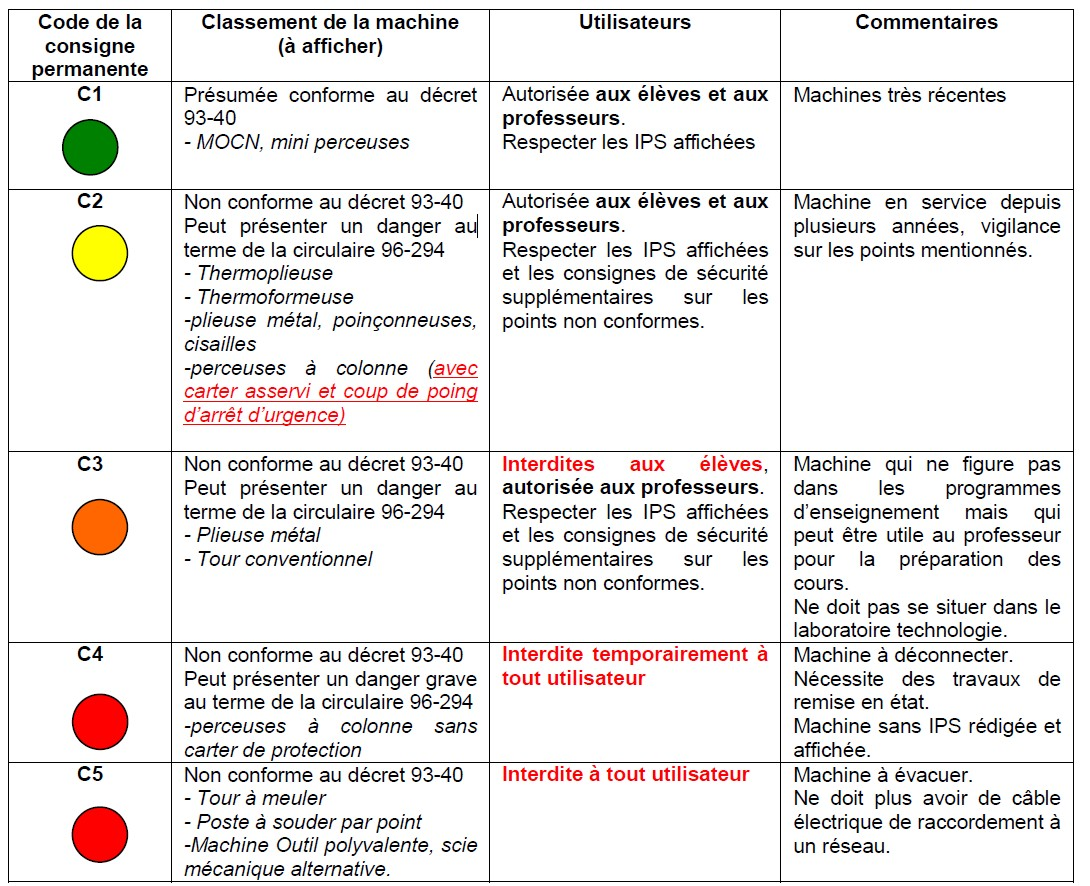 Code de la
consigne
permanente
Classement de la machine
(à afficher)
Utilisateurs
Commentaires
C1
Présumée conforme au décret
93-40
- MOCN, mini perceuses
Autorisée aux élèves et aux
professeurs.
Respecter les IPS affichées
Machines très récentes
C2
Non conforme au décret 93-40
Peut présenter un danger au
terme de la circulaire 96-294
- Thermoplieuse
- Thermoformeuse
-plieuse métal, poinçonneuses,
cisailles
-perceuses à colonne (avec
carter asservi et coup de poing
d'arrêt d'urgence)
Autorisée aux élèves et aux
professeurs.
Respecter les IPS affichées
et les consignes de sécurité
supplémentaires sur les
points non conformes.
Machine en service depuis
plusieurs années, vigilance
sur les points mentionnés.
C3
Non conforme au décret 93-40
Peut présenter un danger au
terme de la circulaire 96-294
- Plieuse métal
- Tour conventionnel
Interdites aux élèves,
autorisée aux professeurs.
Respecter les IPS affichées
et les consignes de sécurité
supplémentaires sur les
points non conformes.
Machine qui ne figure pas
dans les programmes
d'enseignement mais qui
peut être utile au professeur
pour la préparation des
cours.
Ne doit pas se situer dans le
laboratoire technologie.
C4
Non conforme au décret 93-40
Peut présenter un danger grave
au terme de la circulaire 96-294
-perceuses à colonne sans
carter de protection
Interdite temporairement à
tout utilisateur
Machine à déconnecter.
Nécessite des travaux de
remise en état.
Machine sans IPS rédigée et
affichée.
C5
Non conforme au décret 93-40
- Tour à meuler
- Poste à souder par point
-Machine Outil polyvalente, scie
mécanique alternative.
Interdite à tout utilisateur
Machine à évacuer.
Ne doit plus avoir de câble
électrique de raccordement à
un réseau.